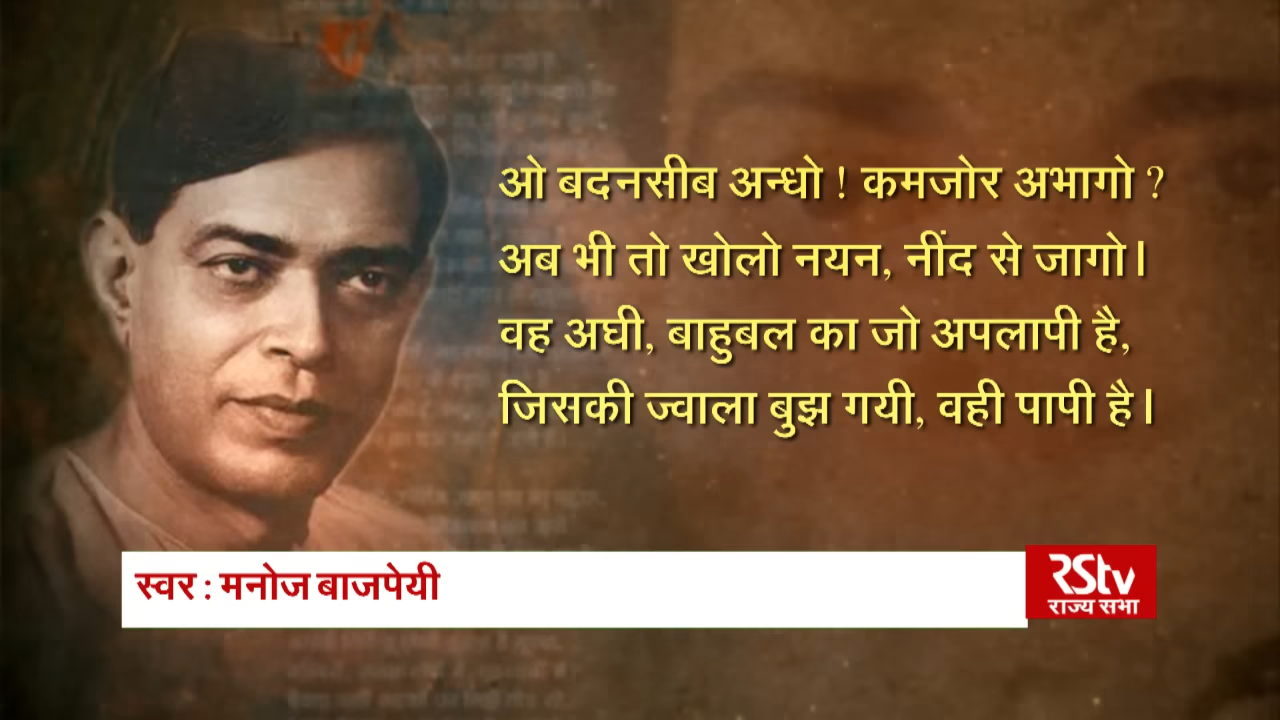 ओ बदनसीब अन्धो ! कमजोर अभागो ?
अब भी तो खोलो नयन, नींद से जागो।
वह अघी, बाहुबल का जो अपलापी है,
जिसकी ज्वाला बुझ गयी, वही पापी है।
स्वर : मनोज बाजपेयी
RStv
राज्य सभा